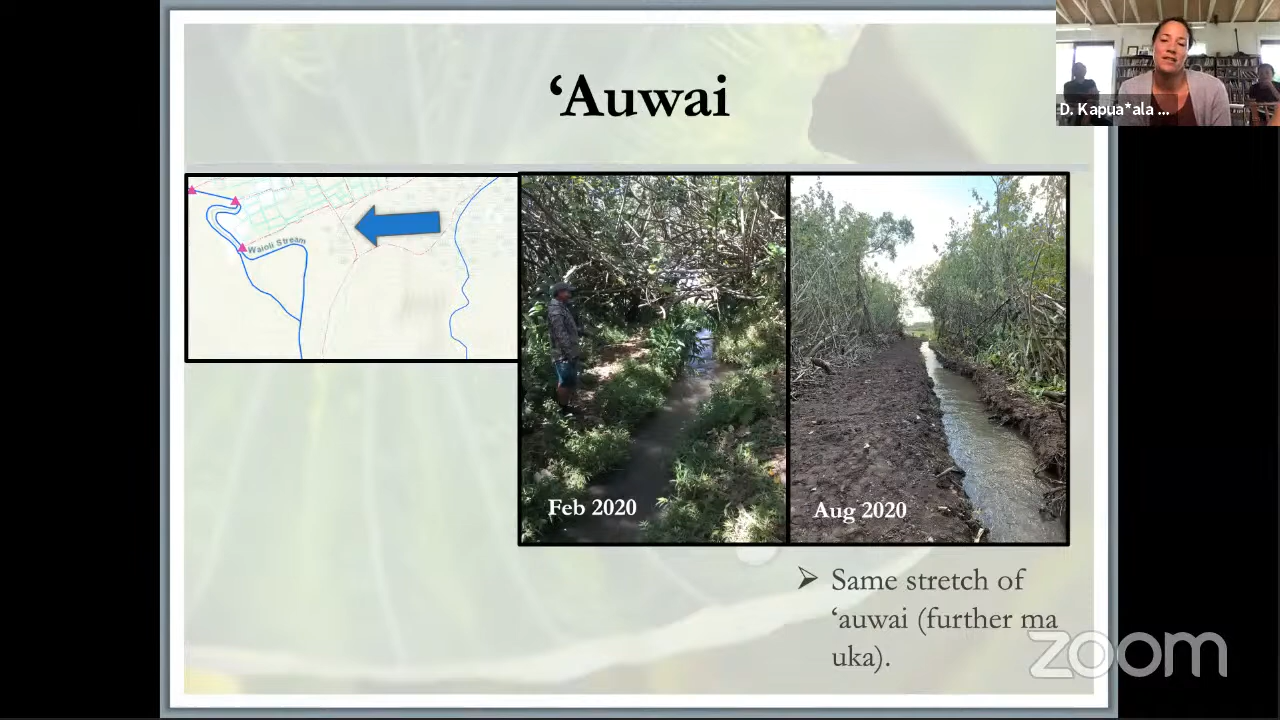 ‘Auwai
D. Kapua*ala ...
Waioli Stream
Feb 2020
Aug 2020
➢ Same stretch of
‘auwai (further ma
uka).
zoom